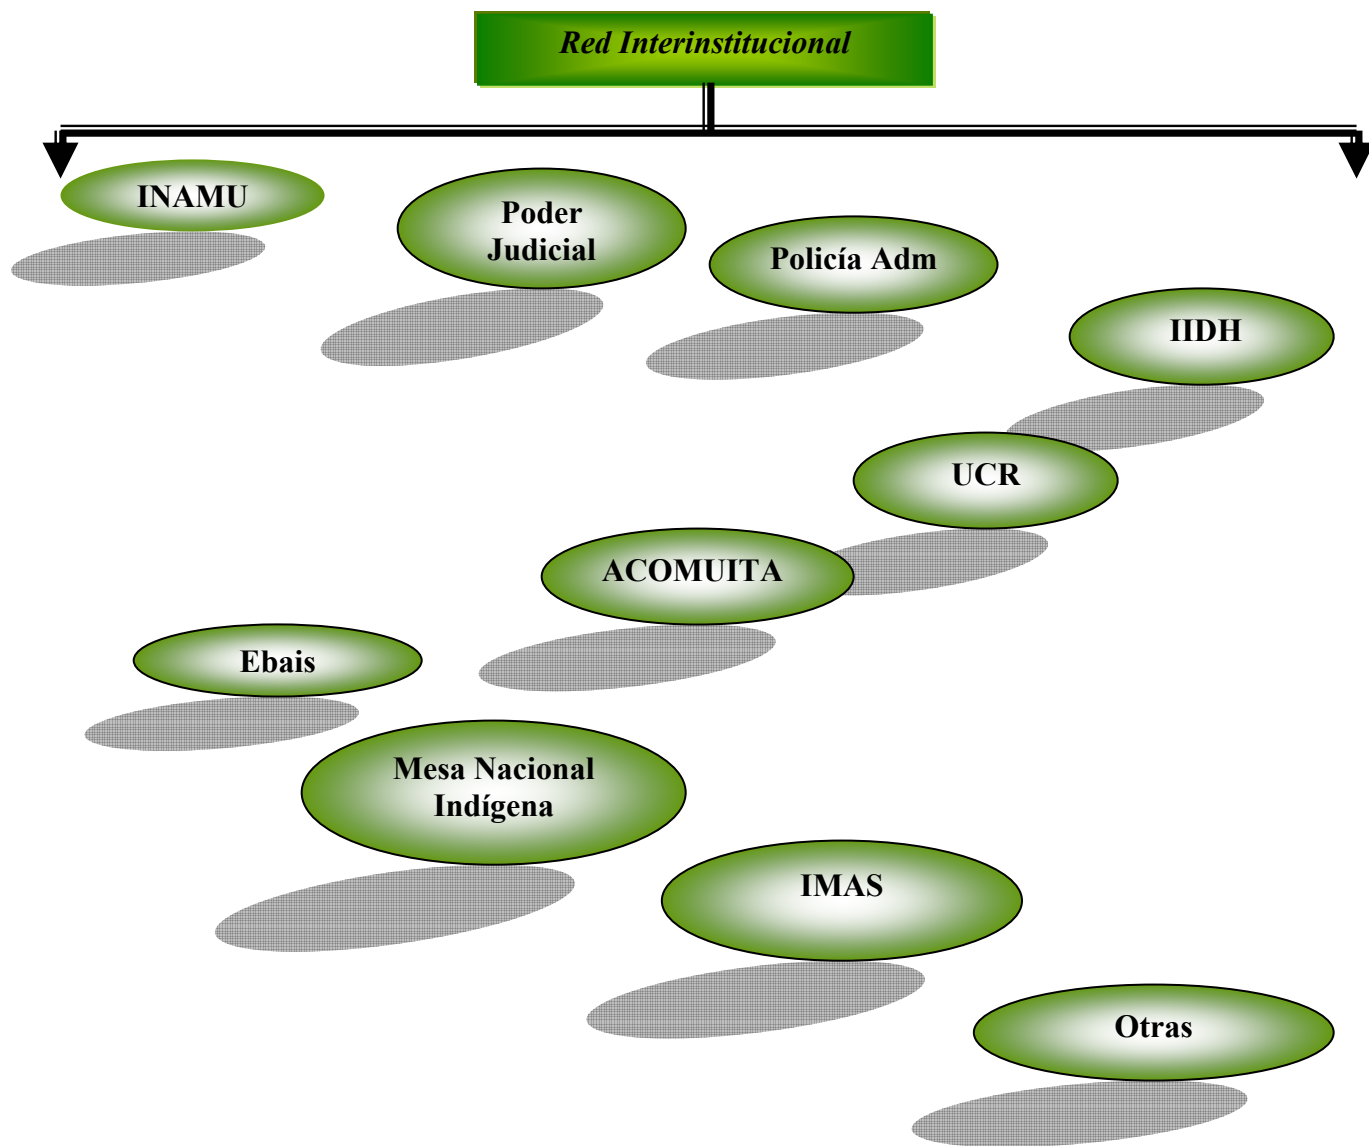 Red Interinstitucional
INAMU
Poder
Judicial
Policía Adm
IIDH
UCR
ACOMUITA
Ebais
Mesa Nacional
Indígena
IMAS
Otras